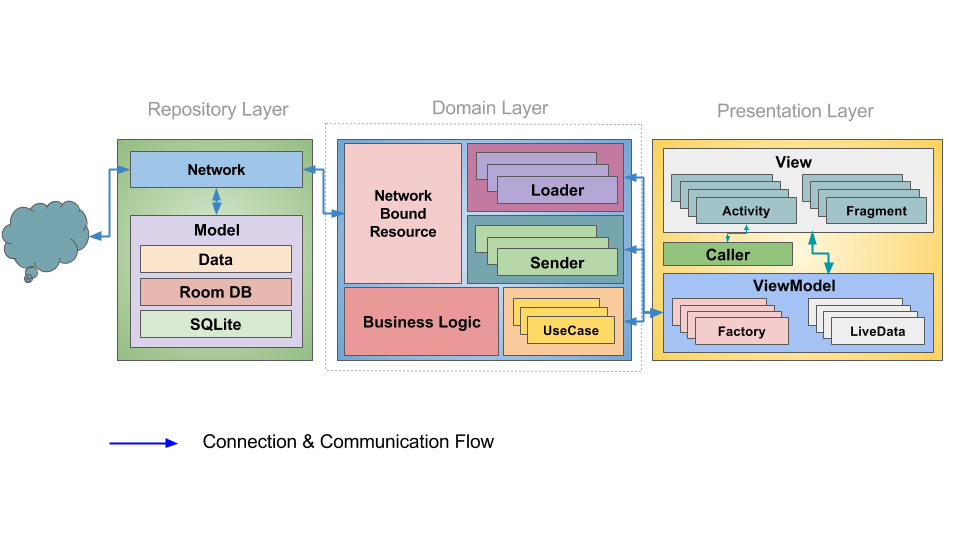 Repository Layer
Domain Layer
Presentation Layer
Network
Model
Data
Room DB
SQLite
Network
Bound
Resource
Loader
Sender
Business Logic
UseCase
View
Activity
Fragment
Caller
ViewModel
Factory
LiveData
Connection & Communication Flow